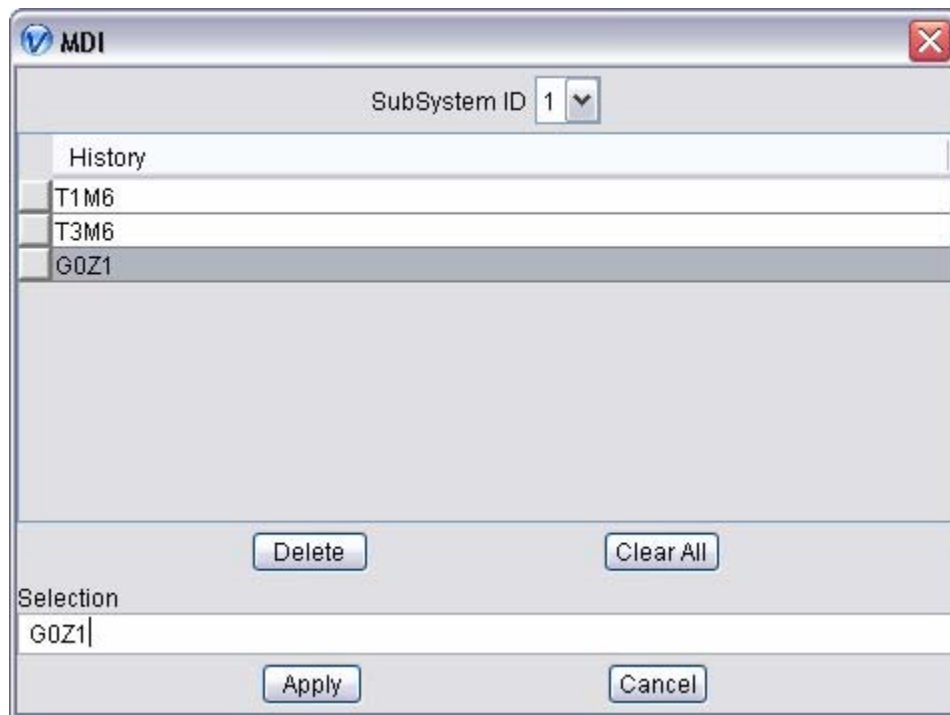 MDI
SubSystem ID 1
History
T1M6
T3M6
G0Z1
Delete Clear All
Selection
G0Z1
Apply Cancel